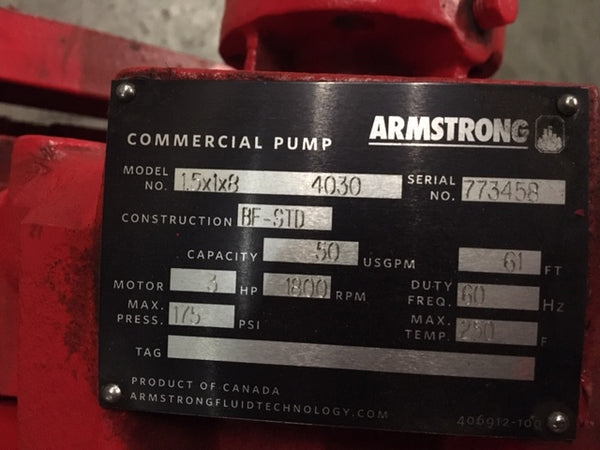 COMMERCIAL PUMP ARMSTRONG
MODEL NO. 1.5x1x8 4030 SERIAL NO. 773458
CONSTRUCTION BF-STD
CAPACITY 50 USGPM 61 FT
MOTOR 3 HP 1800 RPM DUTY FREQ. 60 Hz
MAX. PRESS. 175 PSI MAX. TEMP. 250 F
TAG
PRODUCT OF CANADA
ARMSTRONGFLUIDTECHNOLOGY.COM 406912-100